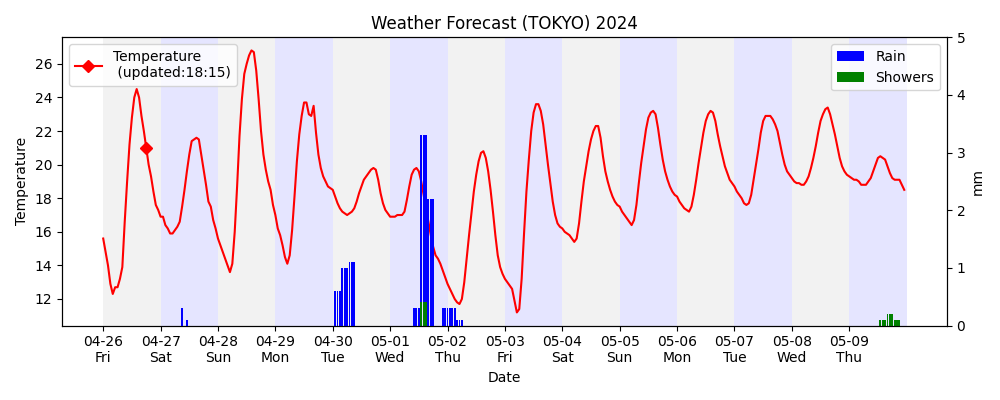 Weather Forecast (TOKYO) 2024
Temperature
(updated:18:15)
Rain
Showers
Temperature
26
24
22
20
18
16
14
12
5
4
3
2
1
0
mm
04-26 04-27 04-28 04-29 04-30 05-01 05-02 05-03 05-04 05-05 05-06 05-07 05-08 05-09
Fri Sat Sun Mon Tue Wed Thu Fri Sat Sun Mon Tue Wed Thu
Date